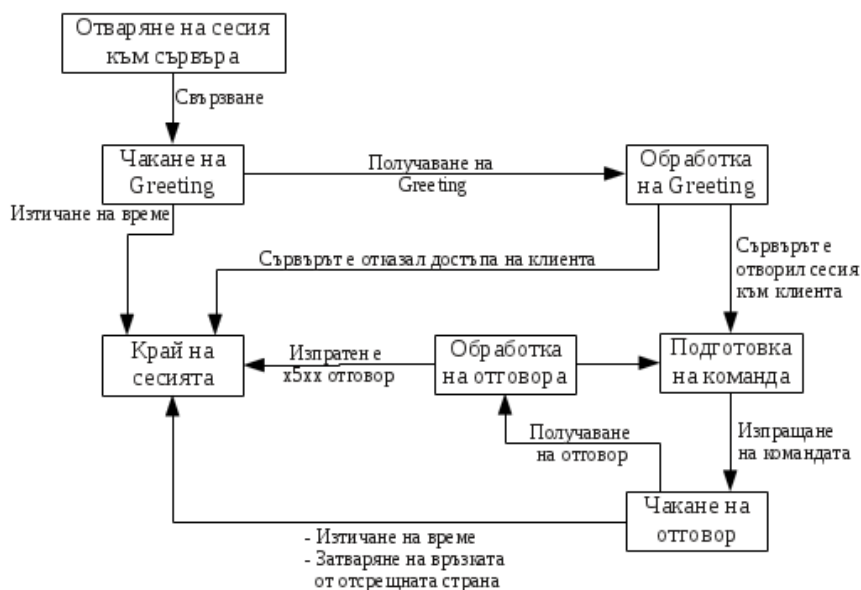 Отваряне на сесия
към сървъра
Свързване
Чакане на
Greeting
Получаване на
Greeting
Обработка
на Greeting
Изтичане на време
Сървърът е отказал достъпа на клиента
Сървърът е
отворил сесия
към клиента
Край на
сесията
Изпратен е
x5xx отговор
Обработка
на отговора
Подготовка
на команда
Получаване
на отговор
Изпращане
на командата
Чакане на
отговор
- Изтичане на време
- Затваряне на връзката
от отсрещната страна